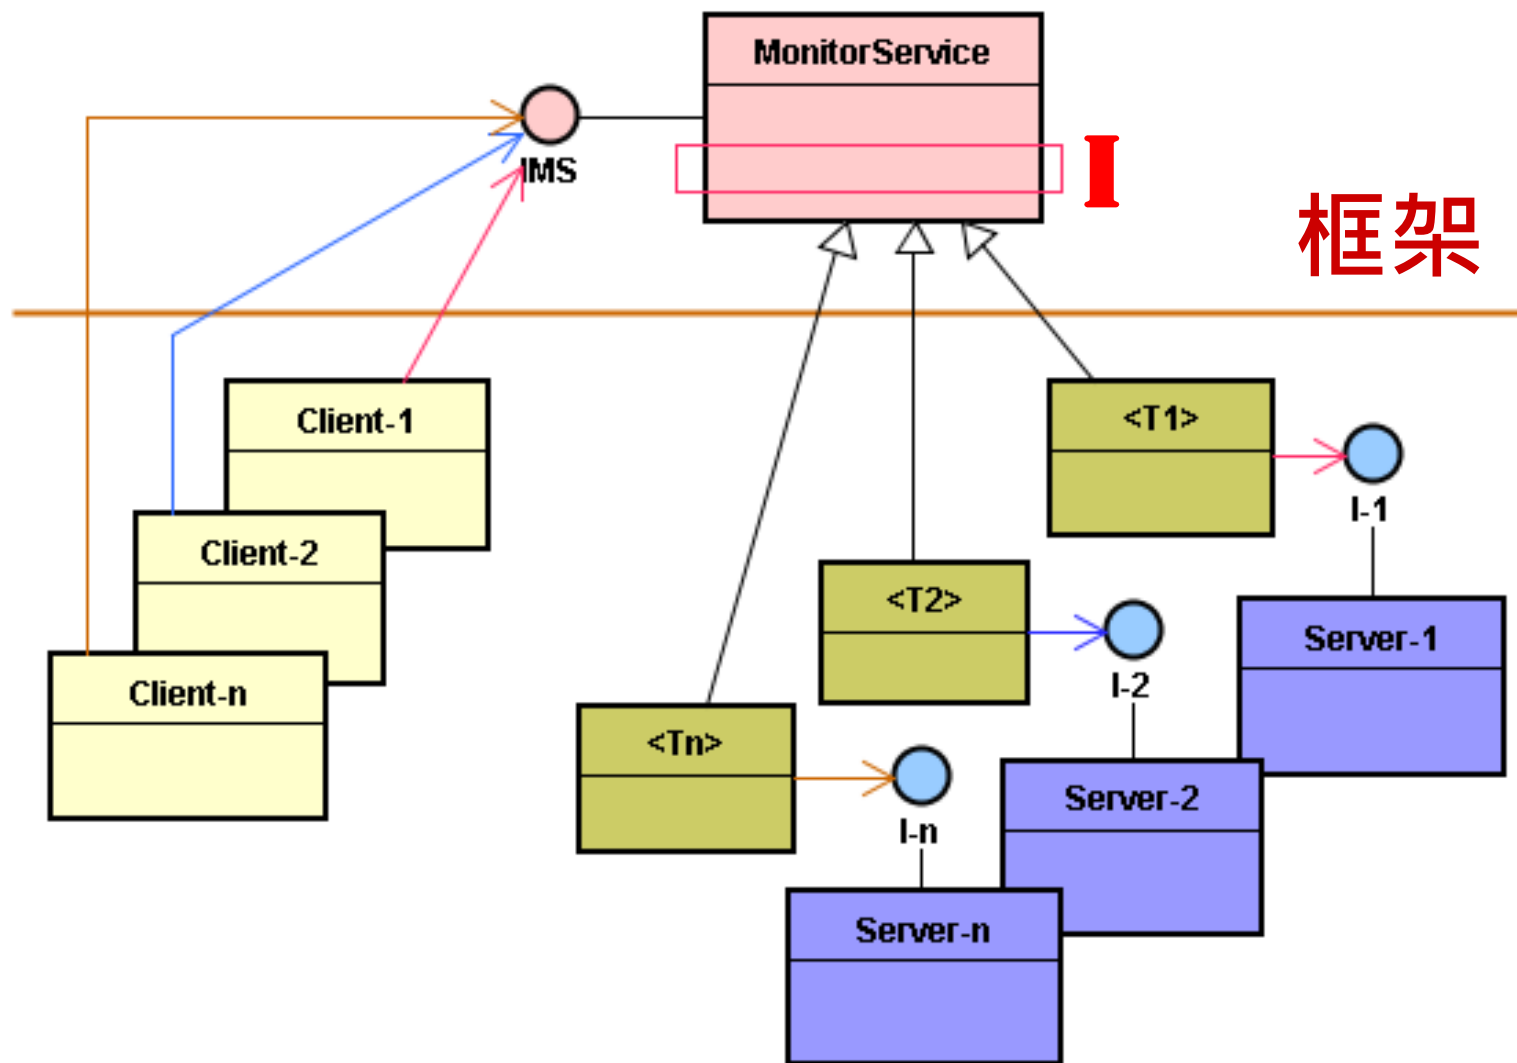 MonitorService
IMS
I
框架
Client-1
<T1>
I-1
Client-2
<T2>
Server-1
I-2
Client-n
<Tn>
Server-2
I-n
Server-n